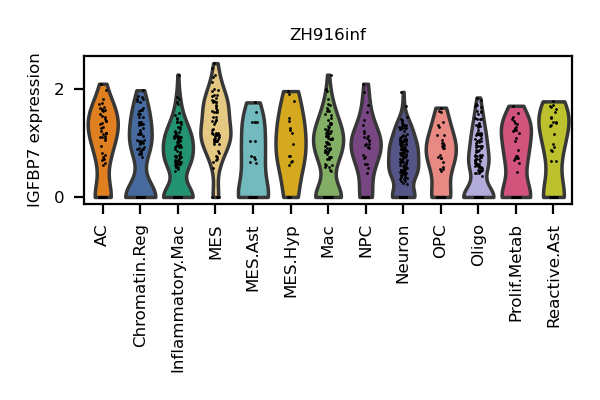 ZH916inf
IGFBP7 expression
2
0
AC
Chromatin.Reg
Inflammatory.Mac
MES
MES.Ast
MES.Hyp
Mac
NPC
Neuron
OPC
Oligo
Prolif.Metab
Reactive.Ast